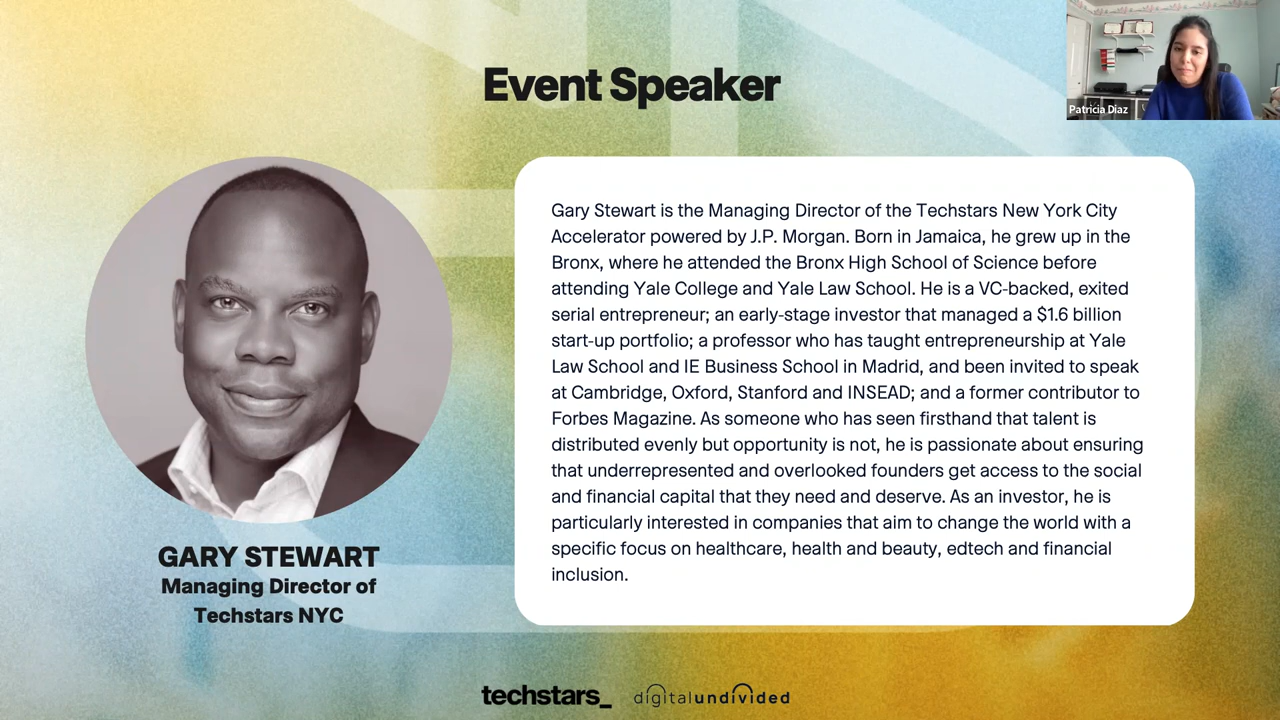 Event Speaker
Patricia Diaz
Gary Stewart is the Managing Director of the Techstars New York City
Accelerator powered by J.P. Morgan. Born in Jamaica, he grew up in the
Bronx, where he attended the Bronx High School of Science before
attending Yale College and Yale Law School. He is a VC-backed, exited
serial entrepreneur; an early-stage investor that managed a $1.6 billion
start-up portfolio; a professor who has taught entrepreneurship at Yale
Law School and IE Business School in Madrid, and been invited to speak
at Cambridge, Oxford, Stanford and INSEAD; and a former contributor to
Forbes Magazine. As someone who has seen firsthand that talent is
distributed evenly but opportunity is not, he is passionate about ensuring
that underrepresented and overlooked founders get access to the social
and financial capital that they need and deserve. As an investor, he is
particularly interested in companies that aim to change the world with a
specific focus on healthcare, health and beauty, edtech and financial
inclusion.
GARY STEWART
Managing Director of
Techstars NYC
techstars_
digitalundivided